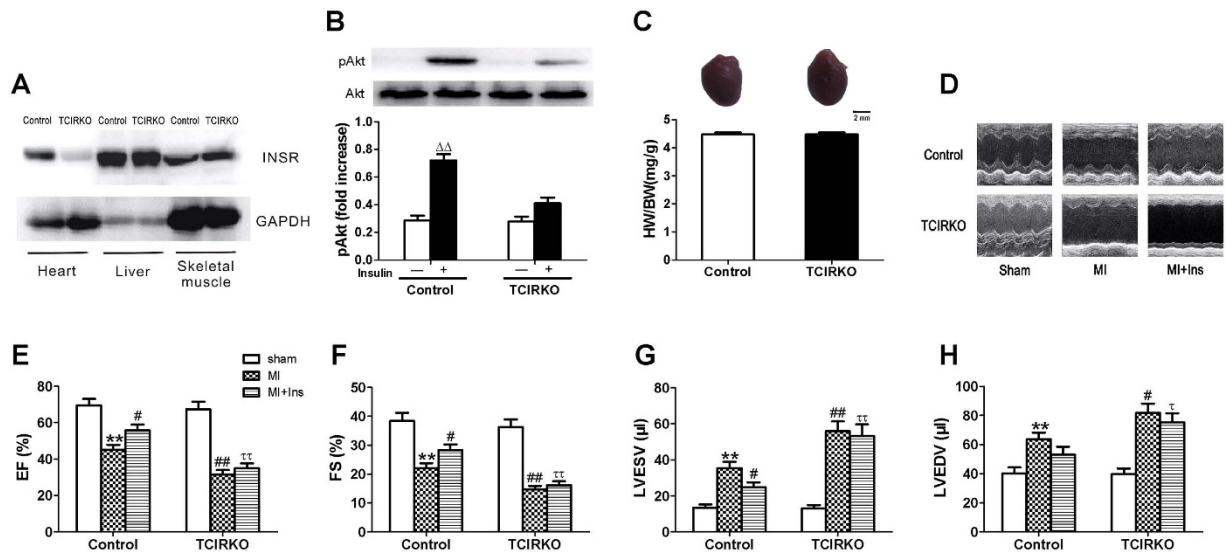 A
Control TCIRKO Control TCIRKO Control TCIRKO
INSR
GAPDH
Heart Liver Skeletal
muscle
B
pAkt
Akt
pAkt (fold increase)
1.0
0.8
0.6
0.4
0.2
0.0
ΔΔ
Insulin — + — +
Control TCIRKO
C
2 mm
HW/BW(mg/g)
5
4
3
2
1
0
Control TCIRKO
D
Control
TCIRKO
Sham MI MI+Ins
E
sham
MI
MI+Ins
EF (%)
80
60
40
20
0
** # ## ττ
Control TCIRKO
F
FS (%)
50
40
30
20
10
0
** # ## ττ
Control TCIRKO
G
LVESV (µl)
80
60
40
20
0
** # ## ττ
Control TCIRKO
H
LVEDV (µl)
100
80
60
40
20
0
** # τ
Control TCIRKO